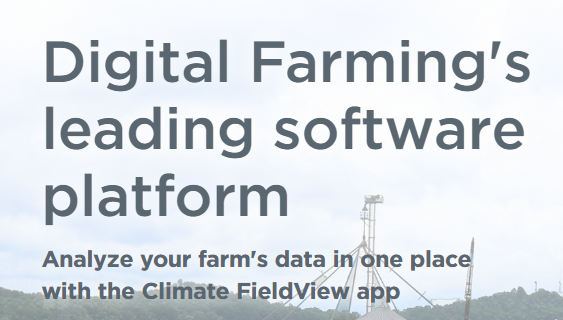 Digital Farming's
leading software
platform
Analyze your farm's data in one place
with the Climate FieldView app